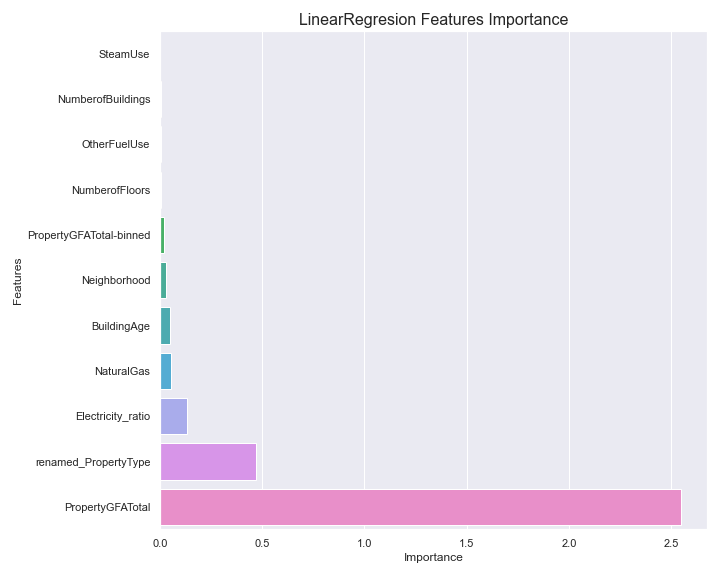 LinearRegresion Features Importance
SteamUse
NumberofBuildings
OtherFuelUse
NumberofFloors
PropertyGFATotal-binned
Neighborhood
BuildingAge
NaturalGas
Electricity_ratio
renamed_PropertyType
PropertyGFATotal
Features
0.0 0.5 1.0 1.5 2.0 2.5
Importance